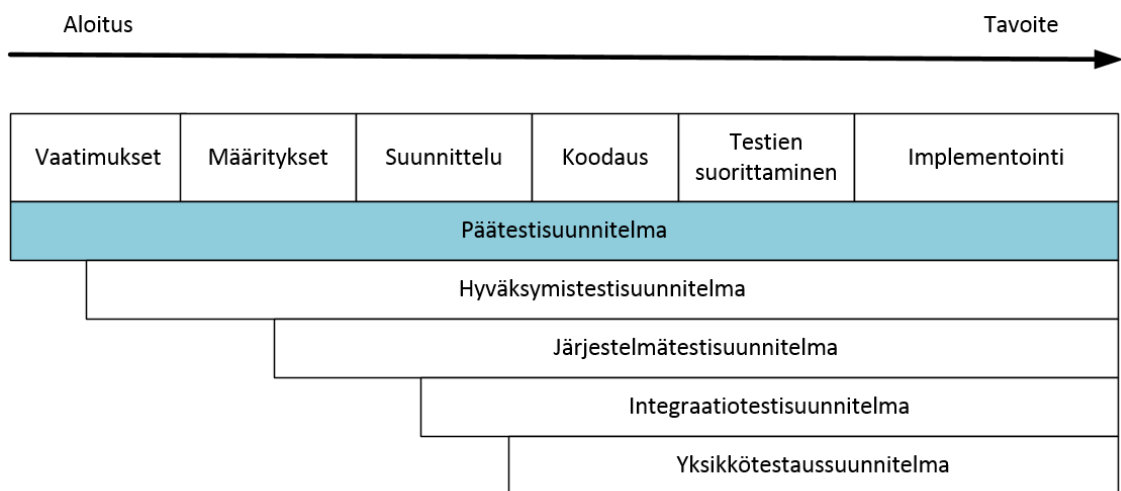 Aloitus
Tavoite
Vaatimukset
Määritykset
Suunnittelu
Koodaus
Testien
suorittaminen
Implementointi
Päätestisuunnitelma
Hyväksymistestisuunnitelma
Järjestelmätestisuunnitelma
Integraatiotestisuunnitelma
Yksikkötestaussuunnitelma